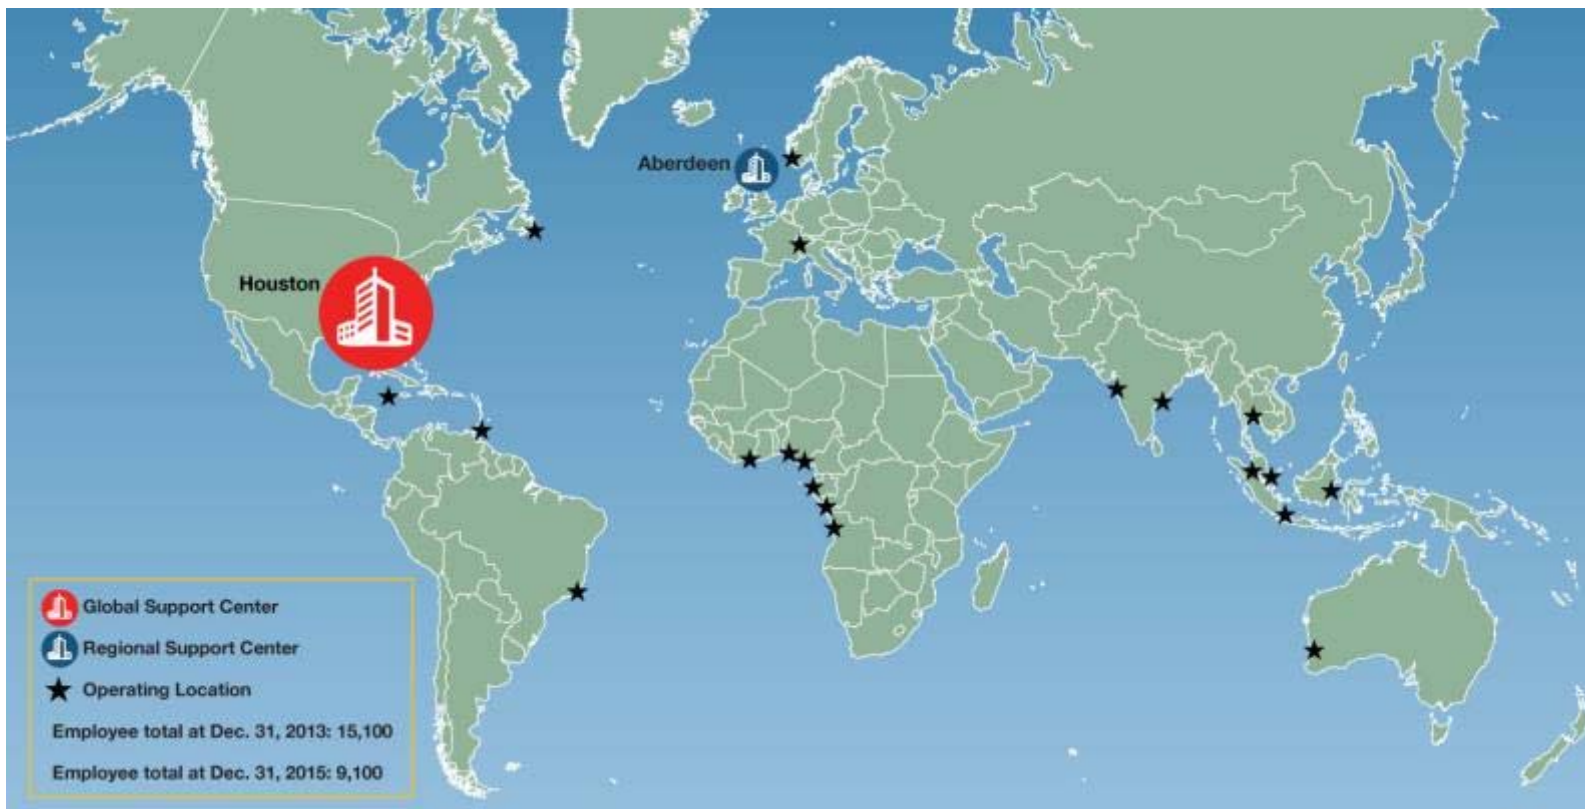 Aberdeen
Houston
Global Support Center
Regional Support Center
Operating Location
Employee total at Dec. 31, 2013: 15,100
Employee total at Dec. 31, 2015: 9,100